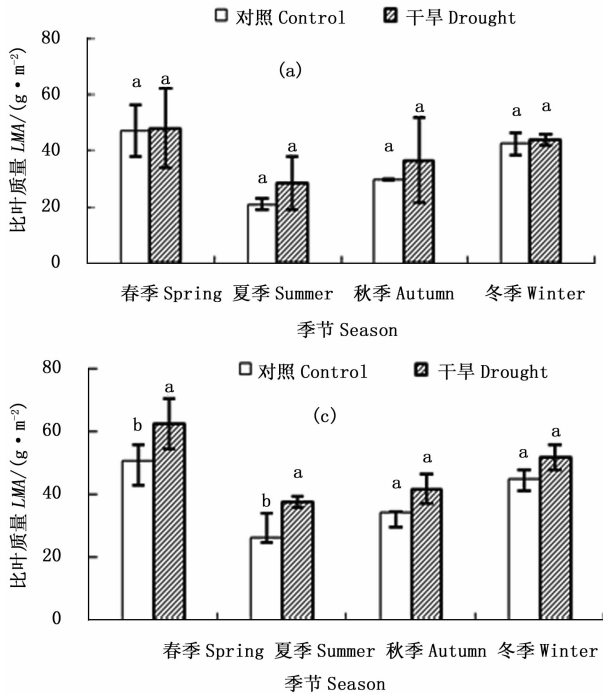 对照 Control 干旱 Drought
(a)
80
60
40
20
0
比叶质量 LMA/(g·m⁻²)
a a a a a a a a
春季 Spring 夏季 Summer 秋季 Autumn 冬季 Winter
季节 Season
对照 Control 干旱 Drought
(c)
80
60
40
20
0
比叶质量 LMA/(g·m⁻²)
b a b a a a a a
春季 Spring 夏季 Summer 秋季 Autumn 冬季 Winter
季节 Season